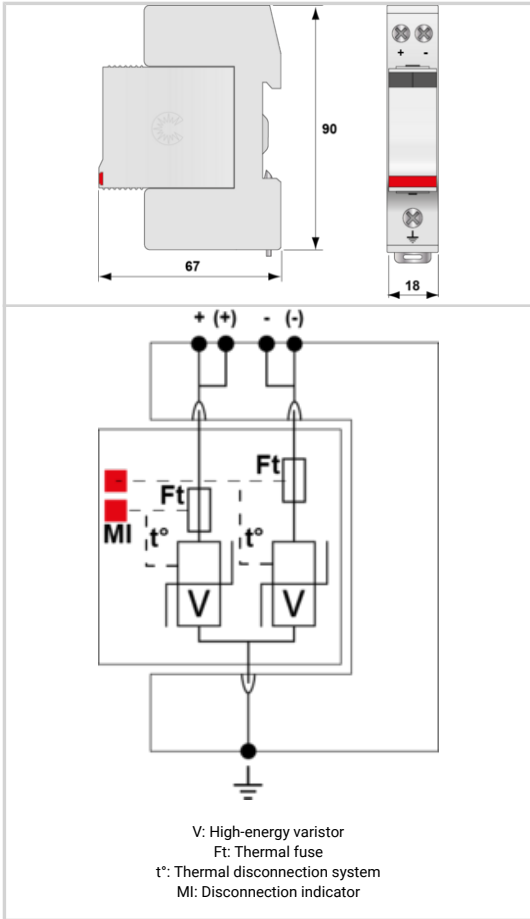 90
+ -
67
18
+ (+) - (-)
Ft
- Ft
MI t° t°
V V
V: High-energy varistor
Ft: Thermal fuse
t°: Thermal disconnection system
MI: Disconnection indicator